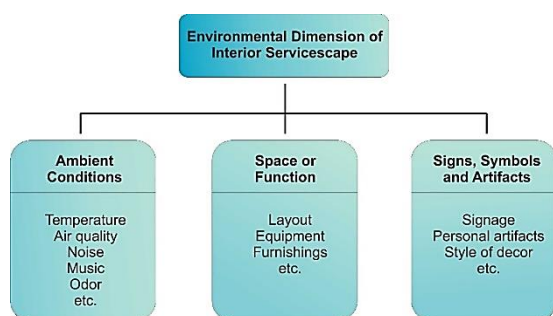 Environmental Dimension of
Interior Servicescape
Ambient
Conditions
Temperature
Air quality
Noise
Music
Odor
etc.
Space or
Function
Layout
Equipment
Furnishings
etc.
Signs, Symbols
and Artifacts
Signage
Personal artifacts
Style of decor
etc.